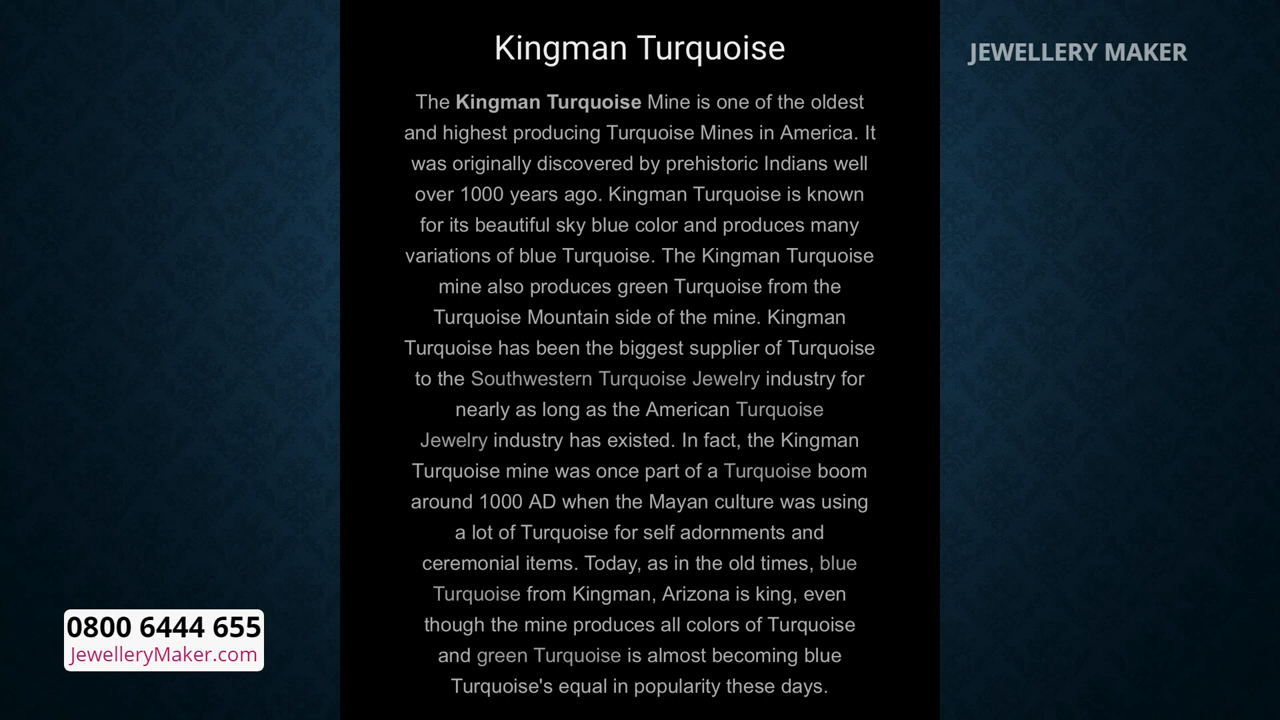 Kingman Turquoise
JEWELLERY MAKER
The Kingman Turquoise Mine is one of the oldest
and highest producing Turquoise Mines in America. It
was originally discovered by prehistoric Indians well
over 1000 years ago. Kingman Turquoise is known
for its beautiful sky blue color and produces many
variations of blue Turquoise. The Kingman Turquoise
mine also produces green Turquoise from the
Turquoise Mountain side of the mine. Kingman
Turquoise has been the biggest supplier of Turquoise
to the Southwestern Turquoise Jewelry industry for
nearly as long as the American Turquoise
Jewelry industry has existed. In fact, the Kingman
Turquoise mine was once part of a Turquoise boom
around 1000 AD when the Mayan culture was using
a lot of Turquoise for self adornments and
ceremonial items. Today, as in the old times, blue
Turquoise from Kingman, Arizona is king, even
though the mine produces all colors of Turquoise
and green Turquoise is almost becoming blue
Turquoise's equal in popularity these days.
0800 6444 655
JewelleryMaker.com